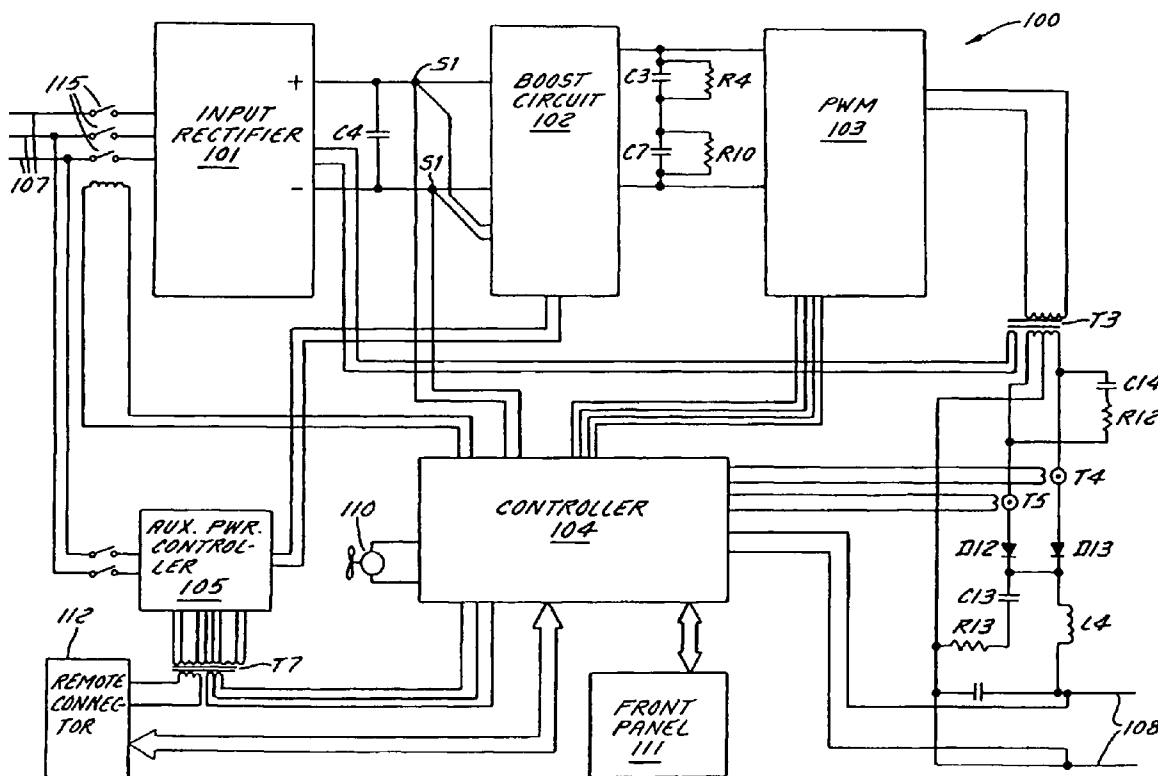 100
115
INPUT
RECTIFIER
101
+
-
107
C4
S1
S1
BOOST
CIRCUIT
102
C3
R4
C7
R10
PWM
103
T3
C14
R12
T4
T5
D12
D13
C13
R13
L4
108
CONTROLLER
104
110
AUX. PWR.
CONTROL-
LER
105
112
T7
REMOTE
CONNEC-
TOR
FRONT
PANEL
111